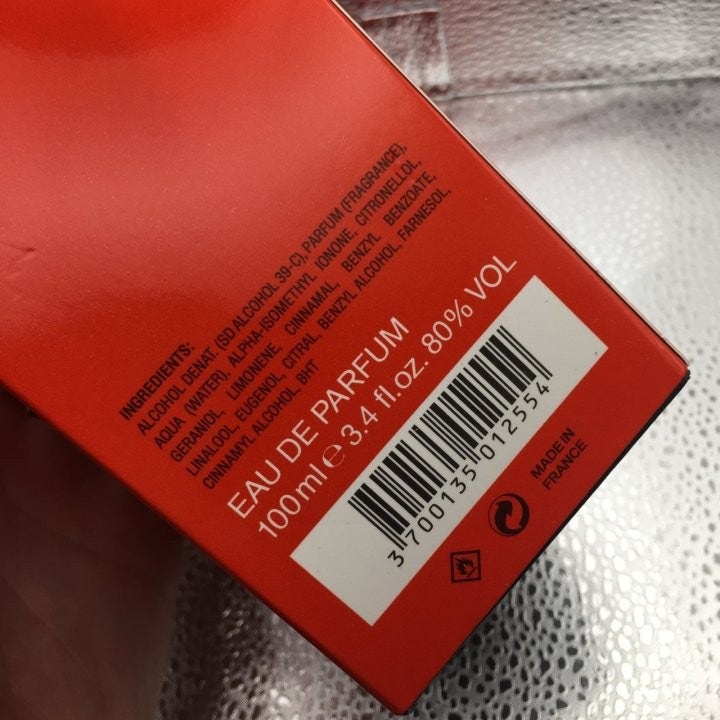 INGREDIENTS:
ALCOHOL DENAT. (SD ALCOHOL 39-C), PARFUM (FRAGRANCE),
AQUA (WATER), ALPHA-ISOMETHYL IONONE, CITRONELLOL,
GERANIOL, LIMONENE, CINNAMAL, BENZYL BENZOATE,
LINALOOL, EUGENOL, CITRAL, BENZYL ALCOHOL, FARNESOL,
CINNAMYL ALCOHOL, BHT
EAU DE PARFUM
100ml e 3.4 fl.oz. 80% VOL
3 700135 012554
MADE IN
FRANCE